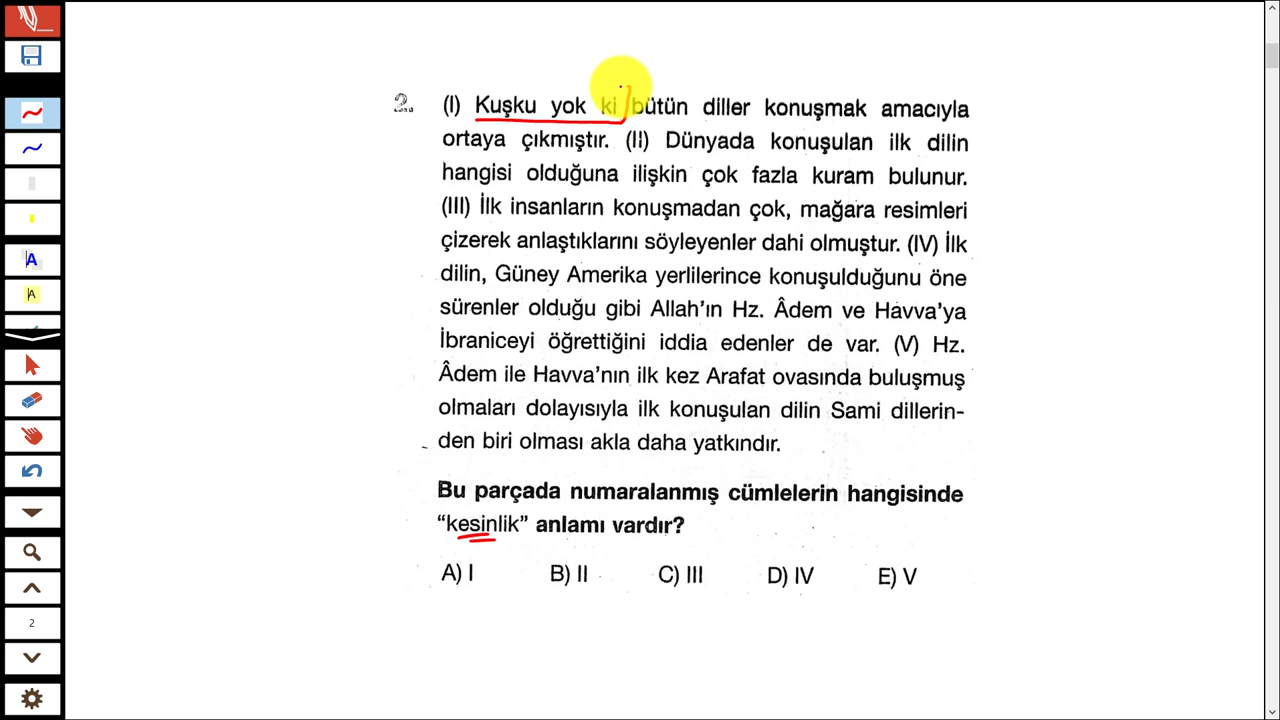 2. (I) Kuşku yok ki bütün diller konuşmak amacıyla
ortaya çıkmıştır. (II) Dünyada konuşulan ilk dilin
hangisi olduğuna ilişkin çok fazla kuram bulunur.
(III) İlk insanların konuşmadan çok, mağara resimleri
çizerek anlaştıklarını söyleyenler dahi olmuştur. (IV) İlk
dilin, Güney Amerika yerlilerince konuşulduğunu öne
sürenler olduğu gibi Allah’ın Hz. Âdem ve Havva’ya
İbraniceyi öğrettiğini iddia edenler de var. (V) Hz.
Âdem ile Havva’nın ilk kez Arafat ovasında buluşmuş
olmaları dolayısıyla ilk konuşulan dilin Sami dillerin-
den biri olması akla daha yatkındır.
Bu parçada numaralanmış cümlelerin hangisinde
“kesinlik” anlamı vardır?
A) I B) II C) III D) IV E) V
A
A
2